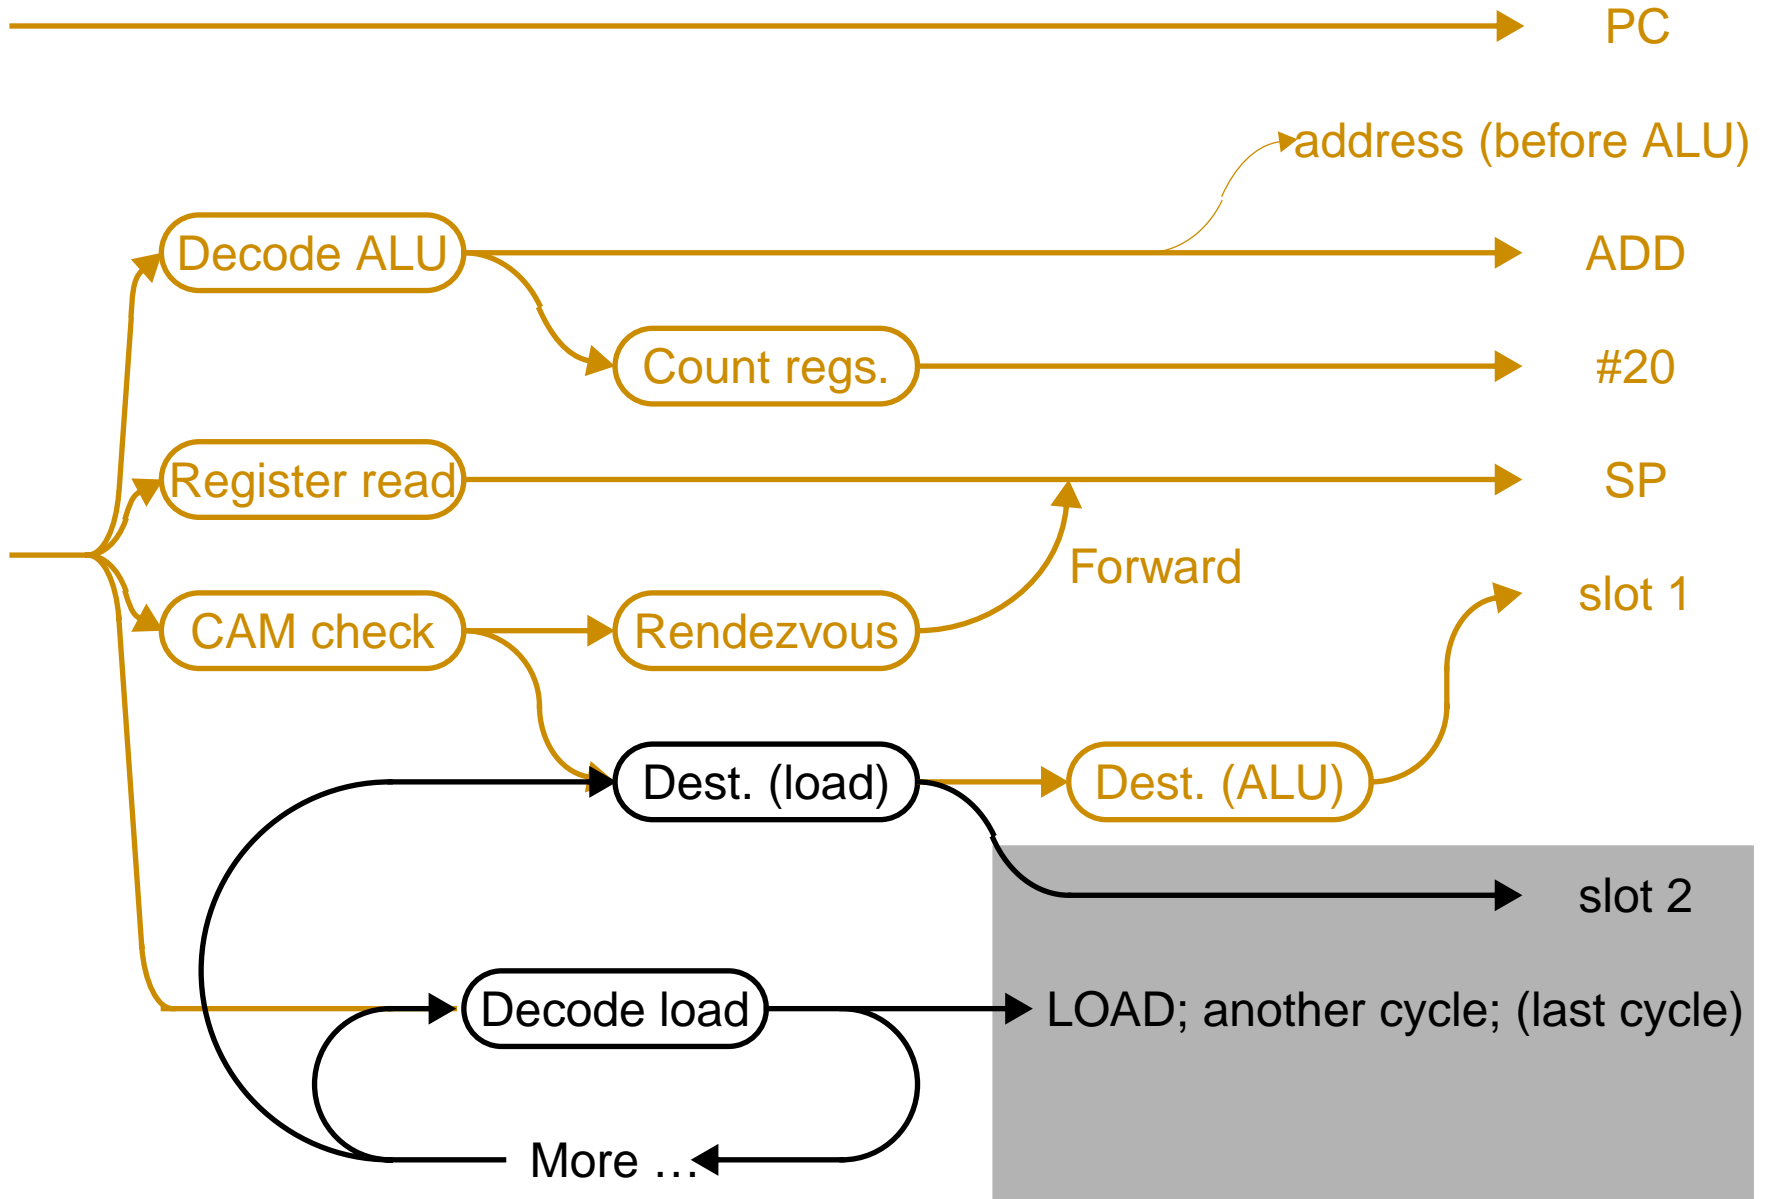 PC
address (before ALU)
Decode ALU
ADD
Count regs.
#20
Register read
SP
Forward
slot 1
CAM check
Rendezvous
Dest. (load)
Dest. (ALU)
slot 2
Decode load
LOAD; another cycle; (last cycle)
More …